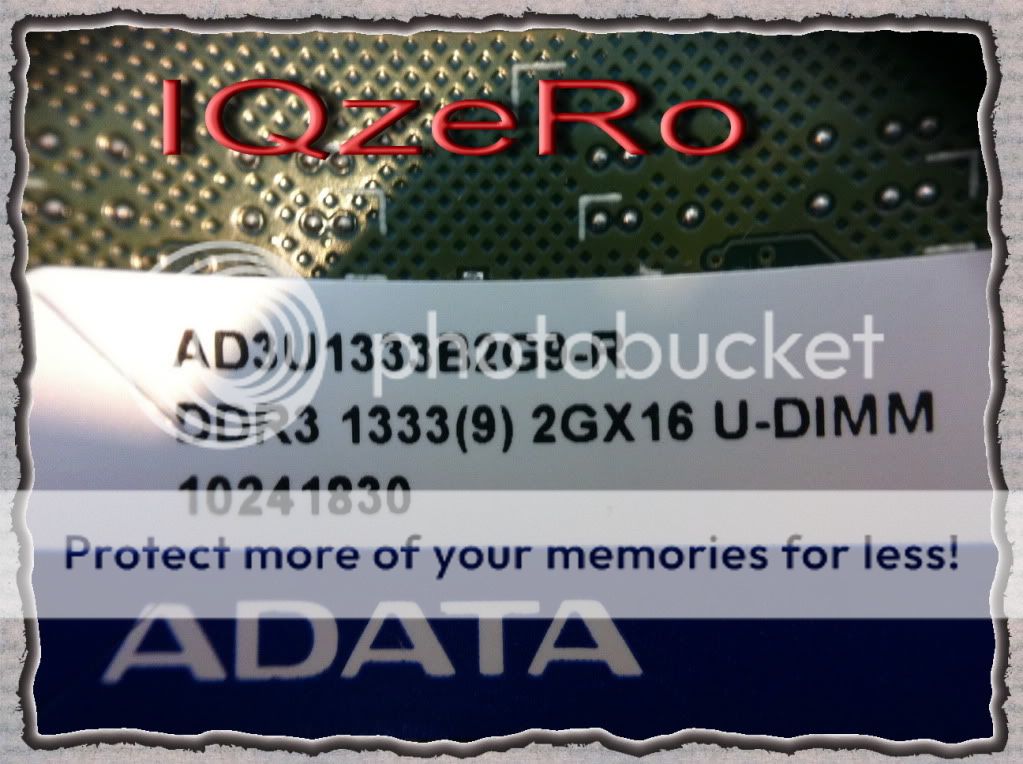 IQzeRo
photobucket
AD3U1333B2G9-R
DDR3 1333(9) 2GX16 U-DIMM
10241830
Protect more of your memories for less!
ADATA